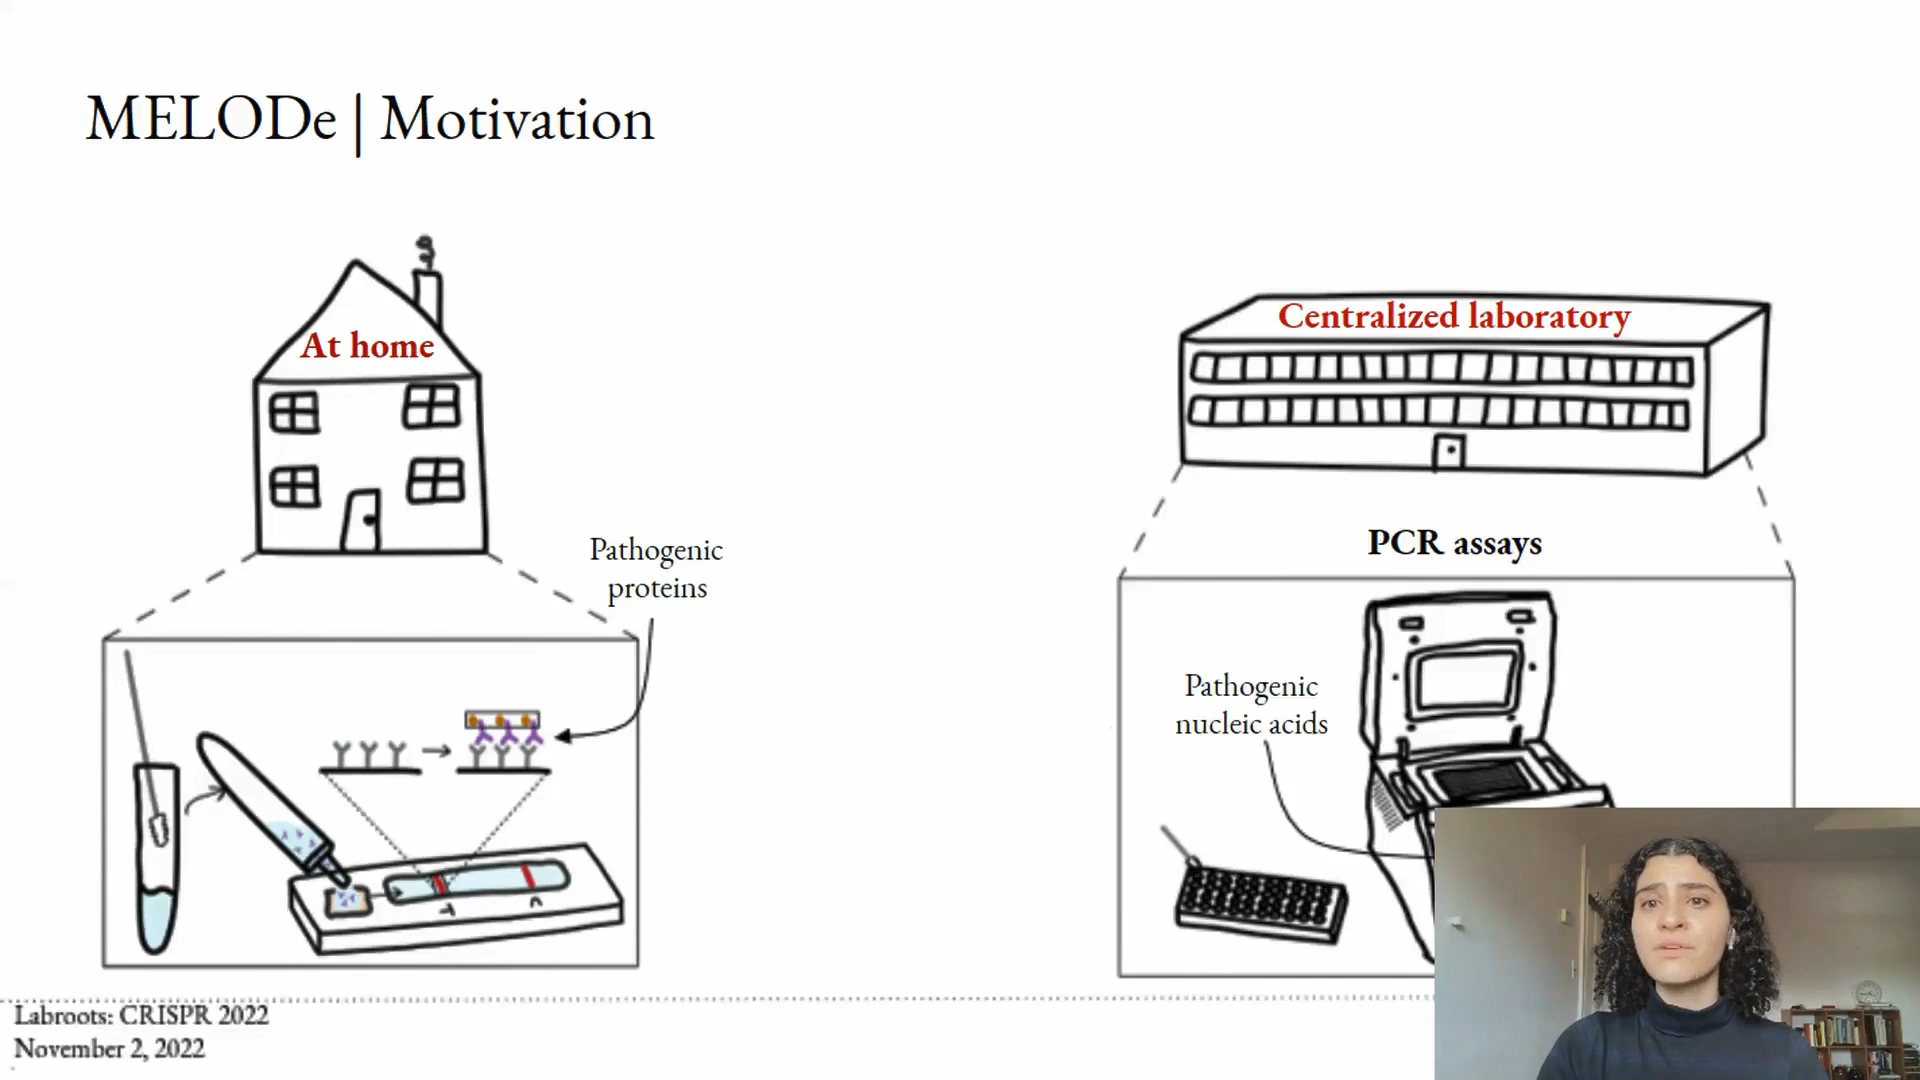 MELODe | Motivation
At home
Pathogenic
proteins
T
C
Centralized laboratory
PCR assays
Pathogenic
nucleic acids
Labroots: CRISPR 2022
November 2, 2022